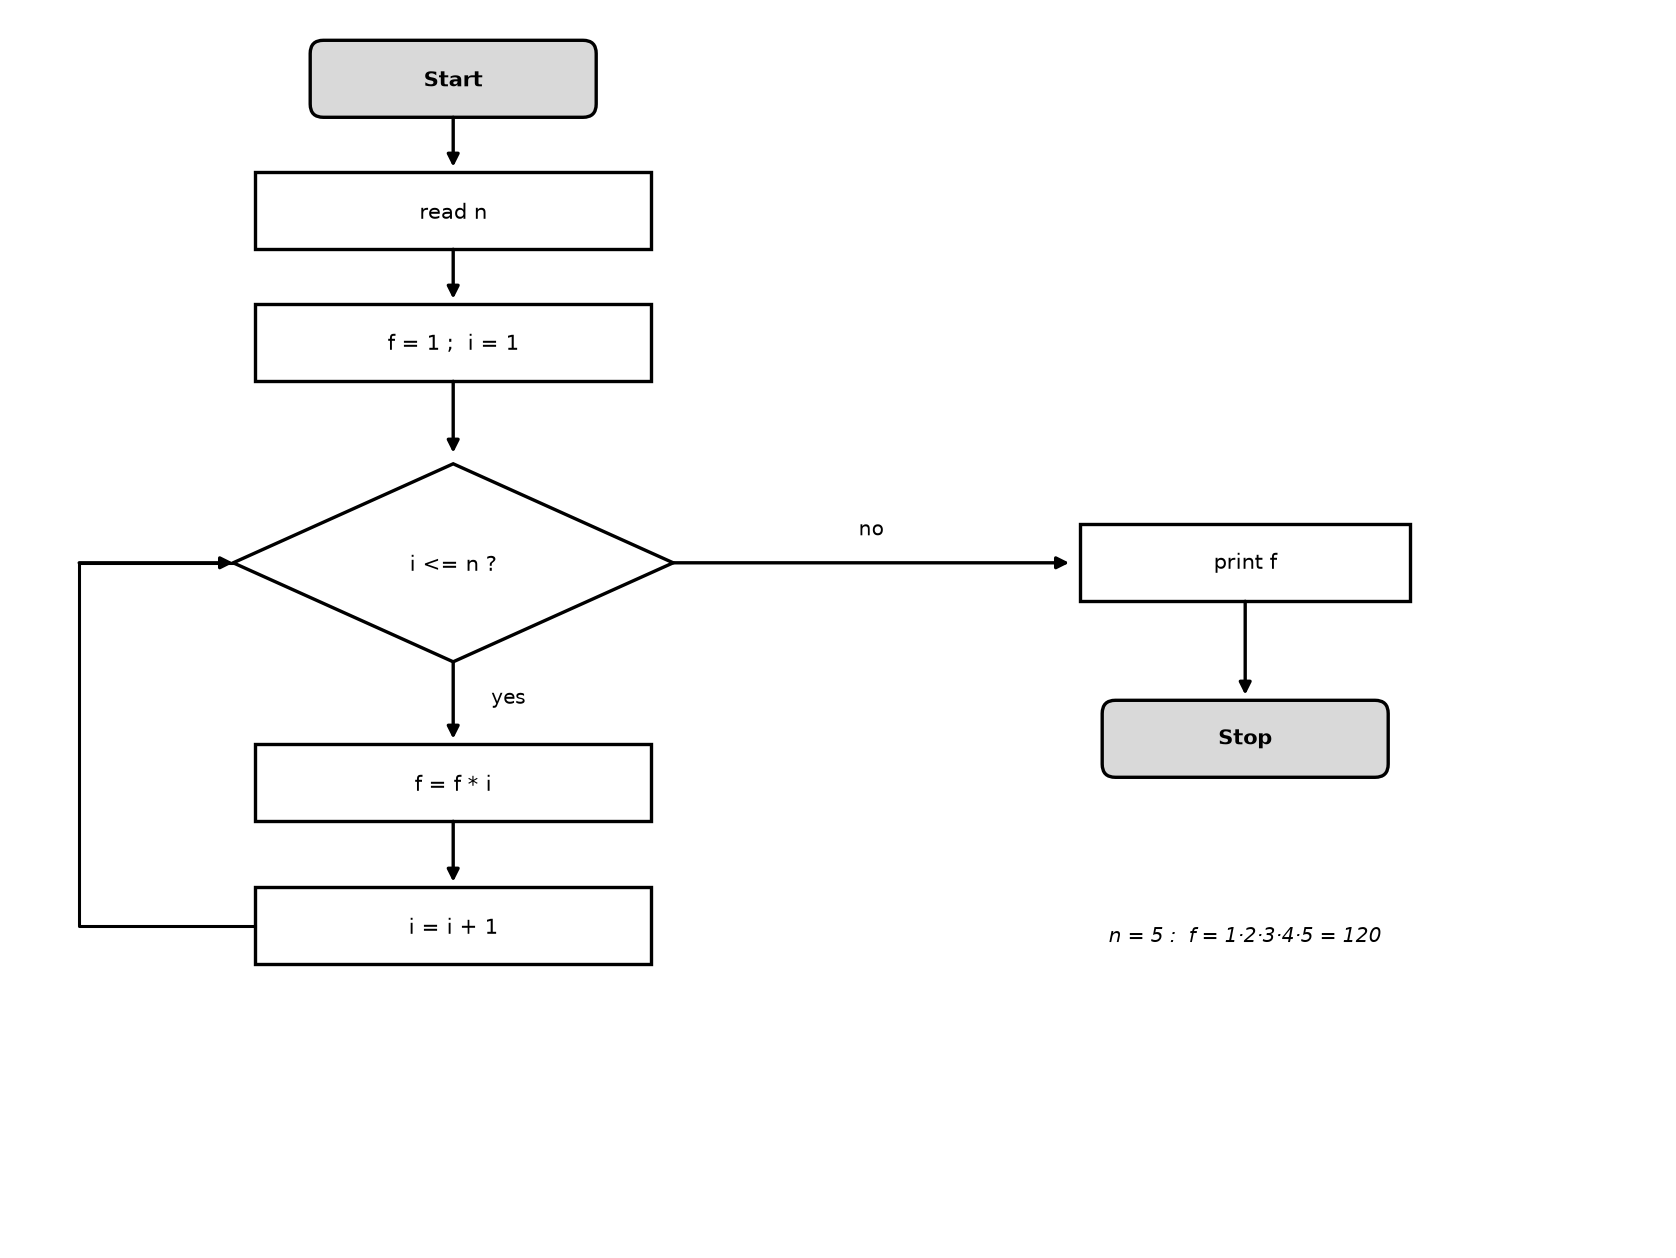 Start
read n
f = 1 ;  i = 1
i <= n ?
no
print f
yes
Stop
f = f * i
i = i + 1
n = 5 :  f = 1·2·3·4·5 = 120